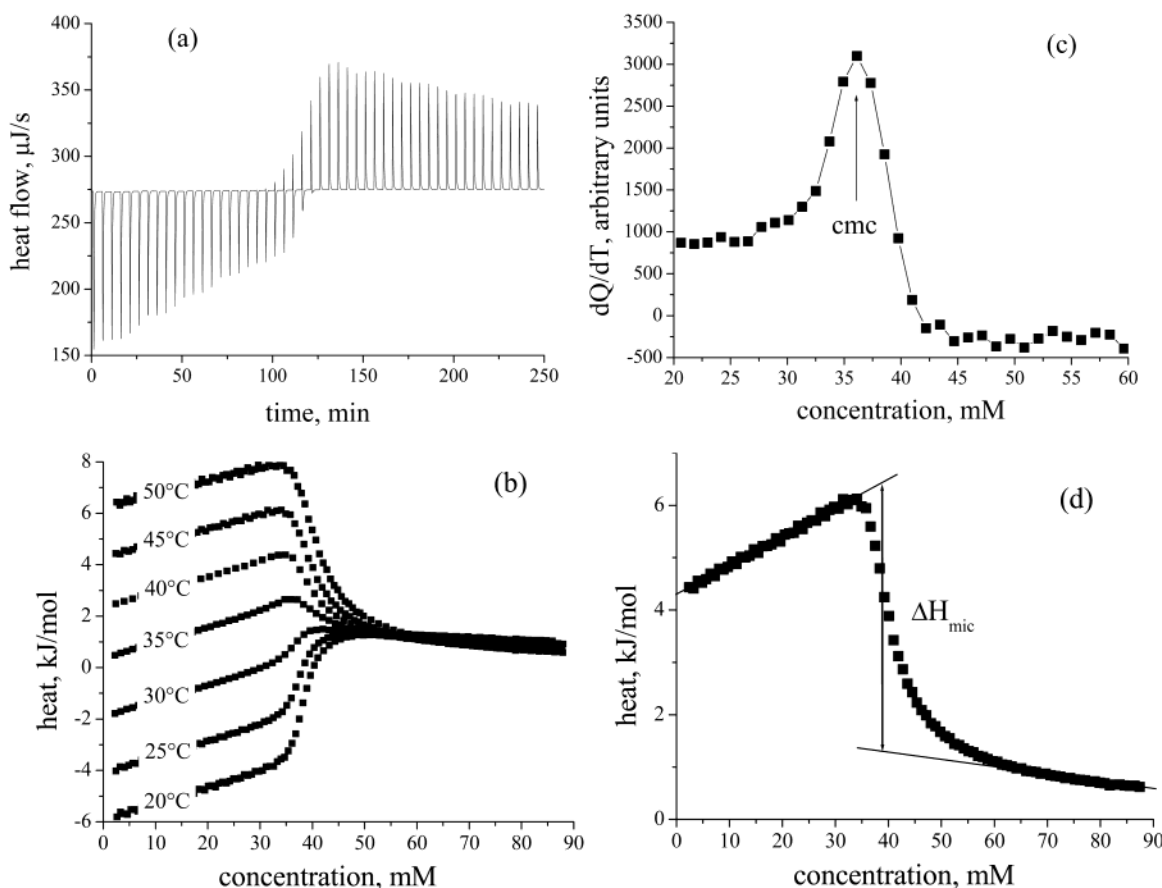 (a)
400
350
300
250
200
150
heat flow, µJ/s
0 50 100 150 200 250
time, min
(c)
3500
3000
2500
2000
1500
1000
500
0
-500
dQ/dT, arbitrary units
cmc
20 25 30 35 40 45 50 55 60
concentration, mM
(b)
8
6
4
2
0
-2
-4
-6
heat, kJ/mol
50°C
45°C
40°C
35°C
30°C
25°C
20°C
0 10 20 30 40 50 60 70 80 90
concentration, mM
(d)
6
4
2
0
heat, kJ/mol
ΔHmic
0 10 20 30 40 50 60 70 80 90
concentration, mM